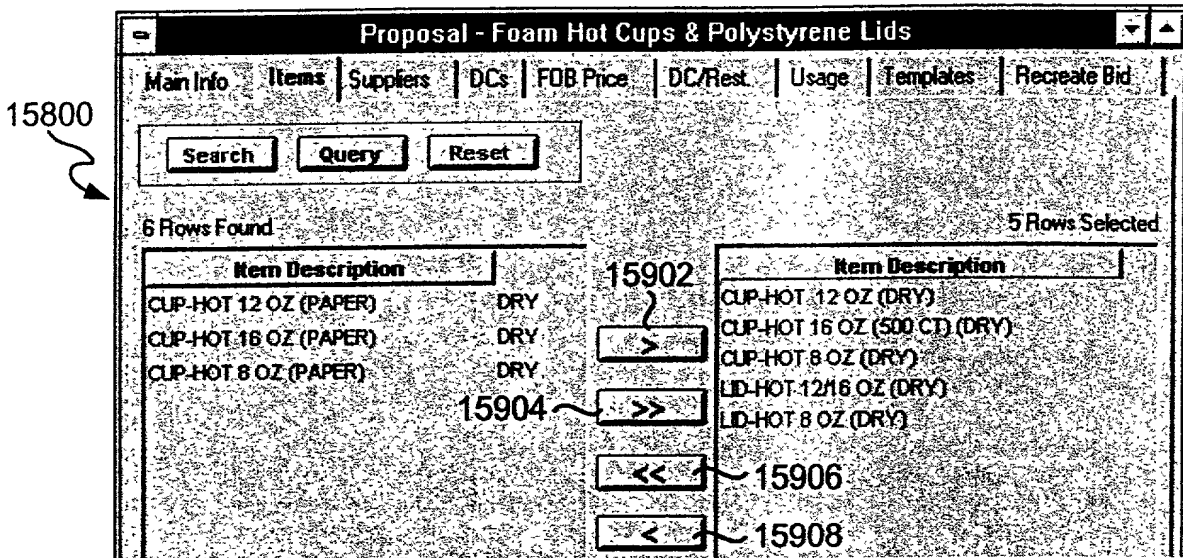 Proposal - Foam Hot Cups & Polystyrene Lids
Main Info Items Suppliers DCs FOB Price DC/Rest. Usage Templates Recreate Bid
15800
Search Query Reset
6 Rows Found
5 Rows Selected
Item Description
CUP-HOT 12 OZ (PAPER) DRY
CUP-HOT 16 OZ (PAPER) DRY
CUP-HOT 8 OZ (PAPER) DRY
15902
>
15904
>>
<<
15906
<
15908
Item Description
CUP-HOT 12 OZ (DRY)
CUP-HOT 16 OZ (500 CT) (DRY)
CUP-HOT 8 OZ (DRY)
LID-HOT 12/16 OZ (DRY)
LID-HOT 8 OZ (DRY)